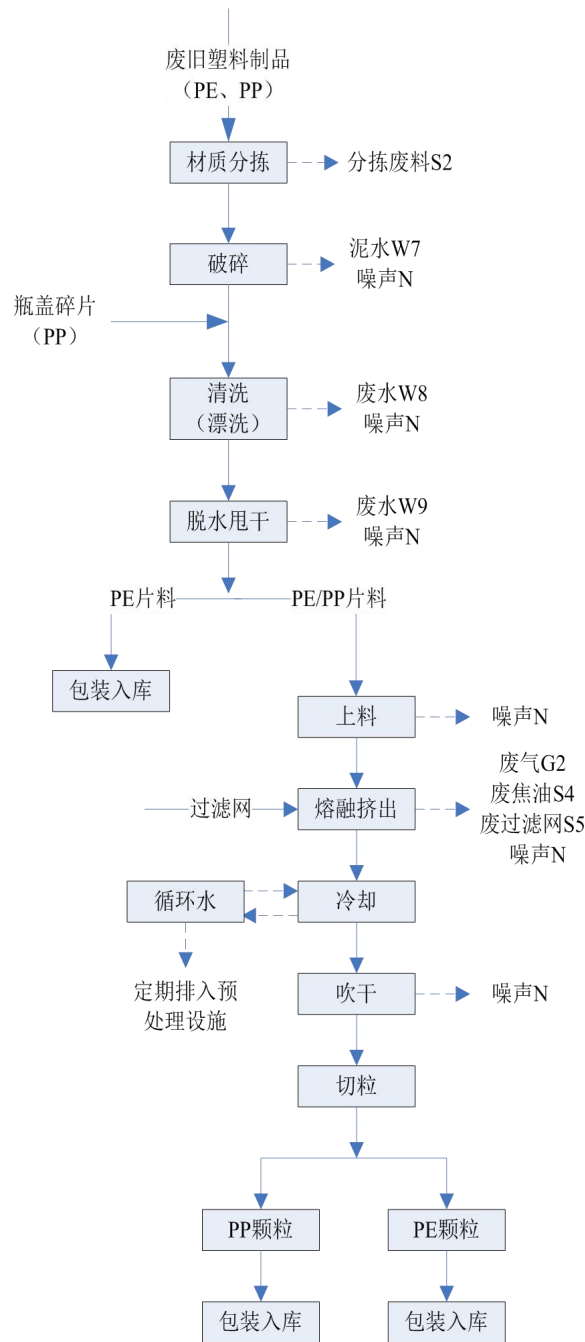 废旧塑料制品
（PE、PP）
材质分拣
分拣废料S2
破碎
泥水W7
噪声N
瓶盖碎片
（PP）
清洗
（漂洗）
废水W8
噪声N
脱水甩干
废水W9
噪声N
PE片料
PE/PP片料
包装入库
上料
噪声N
过滤网
熔融挤出
废气G2
废焦油S4
废过滤网S5
噪声N
循环水
冷却
定期排入预
处理设施
吹干
噪声N
切粒
PP颗粒
PE颗粒
包装入库
包装入库